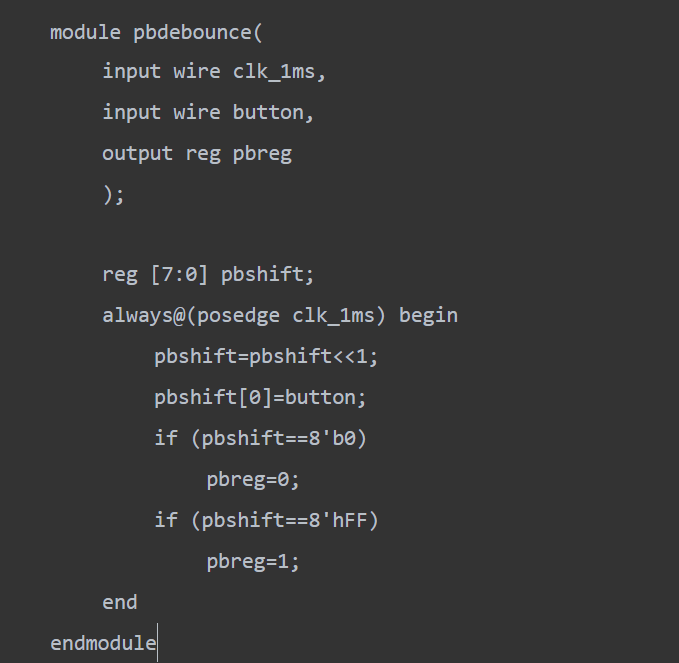 module pbdebounce(
input wire clk_1ms,
input wire button,
output reg pbreg
);
reg [7:0] pbshift;
always@(posedge clk_1ms) begin
pbshift=pbshift<<1;
pbshift[0]=button;
if (pbshift==8'b0)
pbreg=0;
if (pbshift==8'hFF)
pbreg=1;
end
endmodule